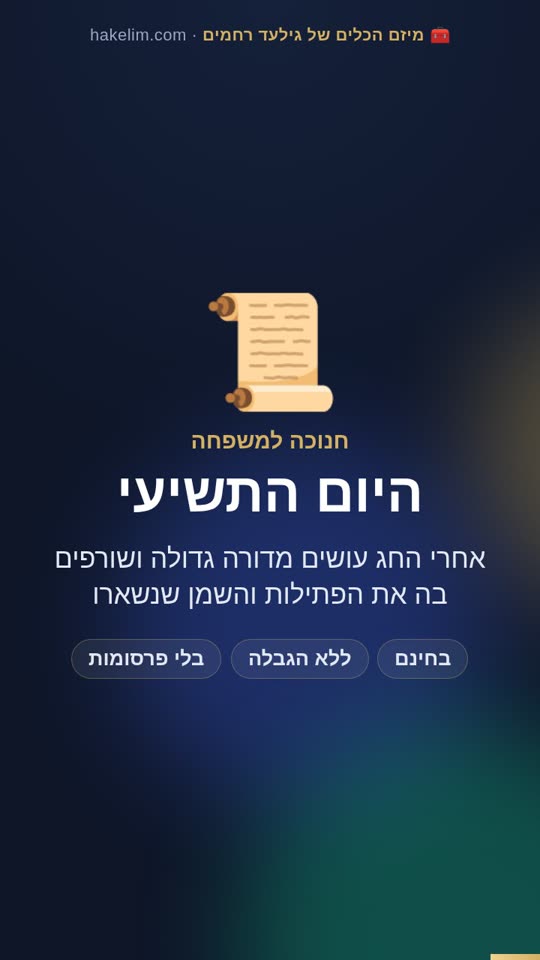 🧰 מיזם הכלים של גילעד רחמים · hakelim.com
חנוכה למשפחה
היום התשיעי
אחרי החג עושים מדורה גדולה ושורפים
בה את הפתילות והשמן שנשארו
בחינם
ללא הגבלה
בלי פרסומות